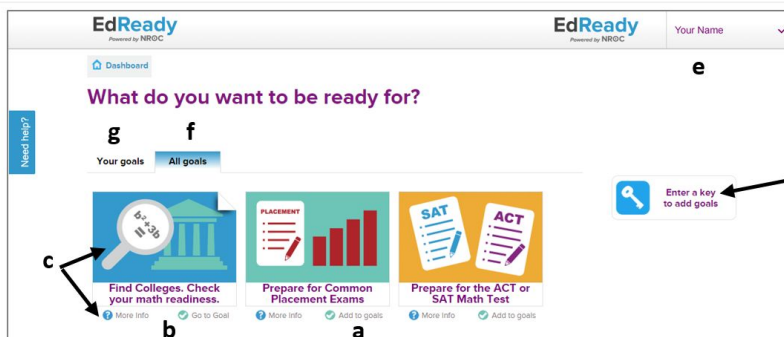 EdReady
Powered by NROC
EdReady
Powered by NROC
Your Name
e
Dashboard
What do you want to be ready for?
Need help?
g
f
Your goals
All goals
b²+3b
=
PLACEMENT
SAT
ACT
Enter a key
to add goals
c
Find Colleges. Check
your math readiness.
Prepare for Common
Placement Exams
Prepare for the ACT or
SAT Math Test
? More info
Go to Goal
? More info
Add to goals
? More info
Add to goals
b
a